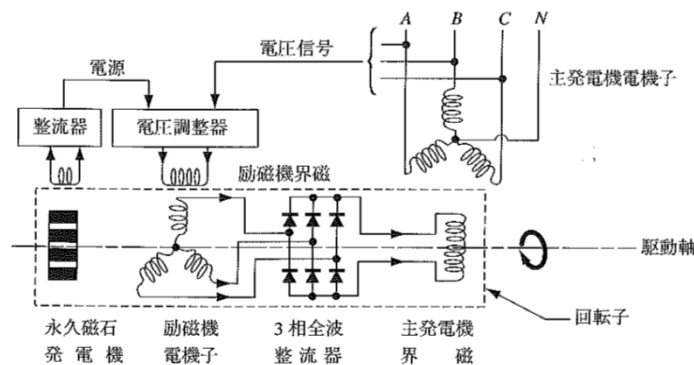 A B C N
電圧信号
電源
主発電機電機子
整流器
電圧調整器
励磁機界磁
駆動軸
回転子
永久磁石
発電機
励磁機
電機子
3相全波
整流器
主発電機
界磁